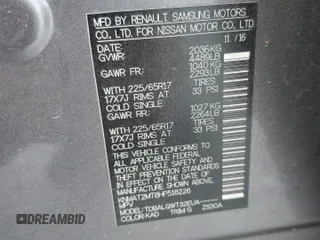 MFD BY RENAULT SAMSUNG MOTORS
CO., LTD. FOR NISSAN MOTOR CO., LTD
DATE: 11/16
GVWR: 2036KG
4489LB
GAWR FR: 1040 KG
2293LB
WITH 225/65R17 TIRES
17X7J RIMS AT 33 PSI
COLD SINGLE
GAWR RR: 1027 KG
2264LB
WITH 225/65R17 TIRES
17X7J RIMS AT 33 PSI
COLD SINGLE
THIS VEHICLE CONFORMS TO ALL
APPLICABLE FEDERAL MOTOR VEHICLE
SAFETY AND THEFT PREVENTION
STANDARDS IN EFFECT ON THE DATE
OF MANUFACTURE SHOWN ABOVE.
KNMAT2MT8HP518226
MPV
MODEL: TDBALGWT32EUA
COLOR: KAD TRIM: G
AutoBidCar